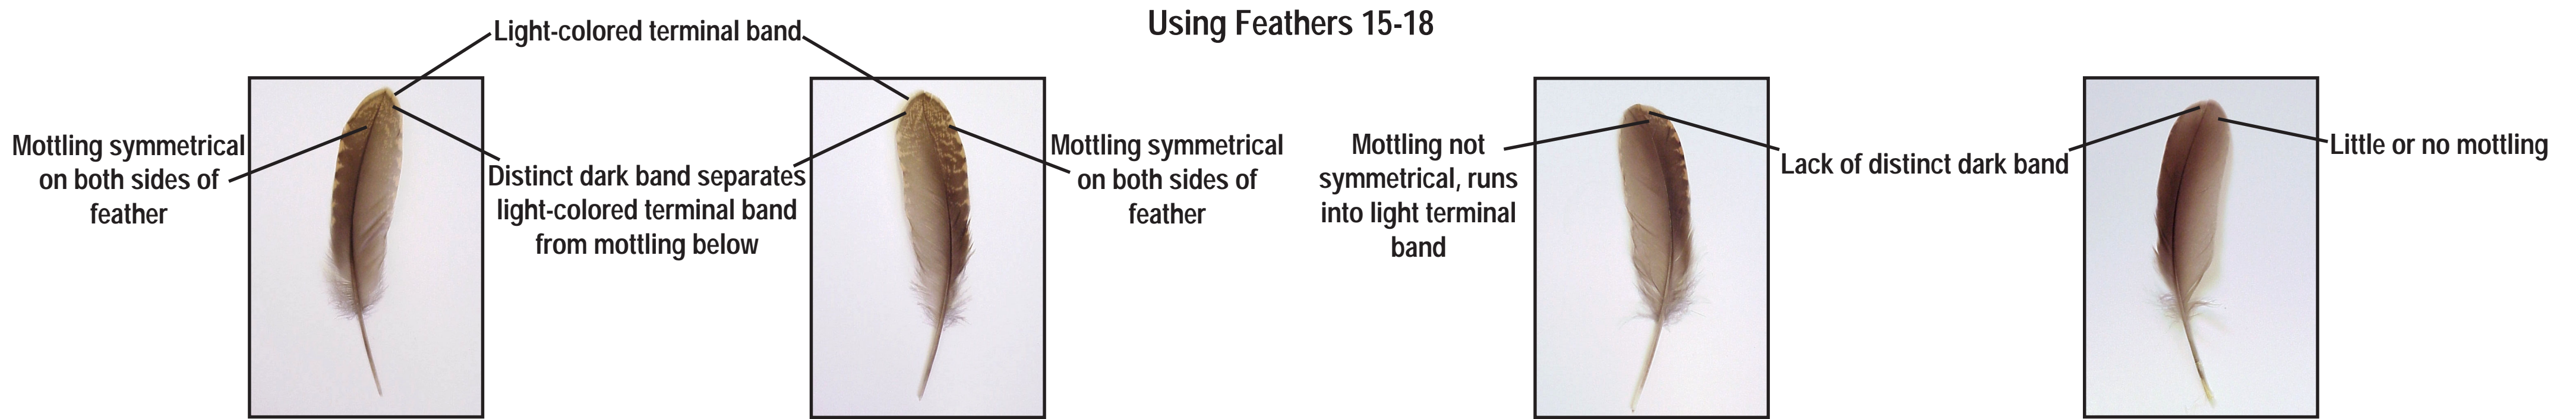 Using Feathers 15-18
Light-colored terminal band
Mottling symmetrical
on both sides of
feather
Distinct dark band separates
light-colored terminal band
from mottling below
Mottling symmetrical
on both sides of
feather
Mottling not
symmetrical, runs
into light terminal
band
Lack of distinct dark band
Little or no mottling